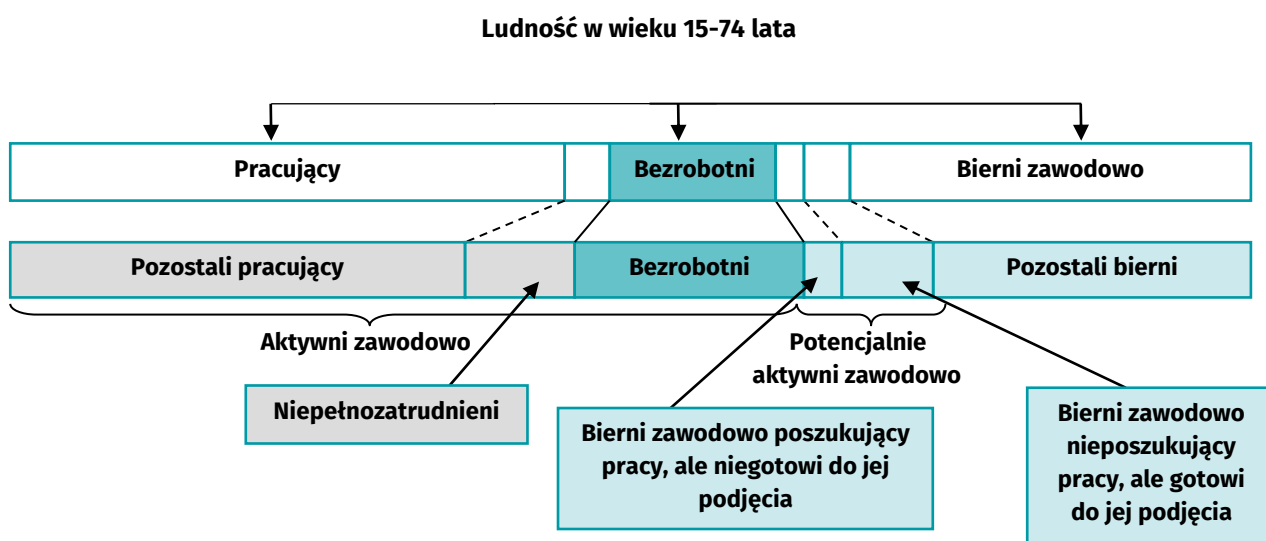 Ludność w wieku 15-74 lata
Pracujący
Bezrobotni
Bierni zawodowo
Pozostali pracujący
Bezrobotni
Pozostali bierni
Aktywni zawodowo
Potencjalnie
aktywni zawodowo
Niepełnozatrudnieni
Bierni zawodowo poszukujący
pracy, ale niegotowi do jej
podjęcia
Bierni zawodowo
nieposzukujący
pracy, ale gotowi
do jej podjęcia